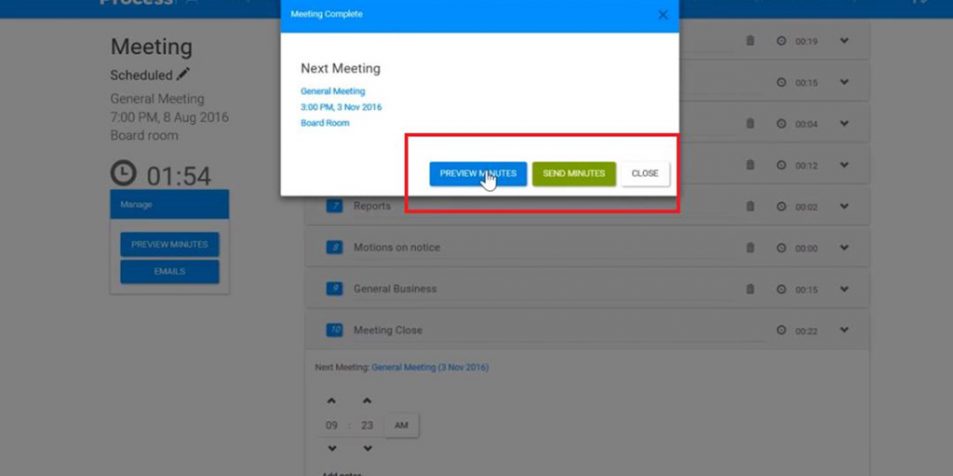 Process
Meeting
Scheduled
General Meeting
7:00 PM, 8 Aug 2016
Board room
01:54
Manage
PREVIEW MINUTES
EMAILS
Meeting Complete
Next Meeting
General Meeting
3:00 PM, 3 Nov 2016
Board Room
PREVIEW MINUTES
SEND MINUTES
CLOSE
00:19
00:15
00:04
00:12
7 Reports 00:02
8 Motions on notice 00:00
9 General Business 00:15
10 Meeting Close 00:22
Next Meeting: General Meeting (3 Nov 2016)
09 : 23 AM
Add notes